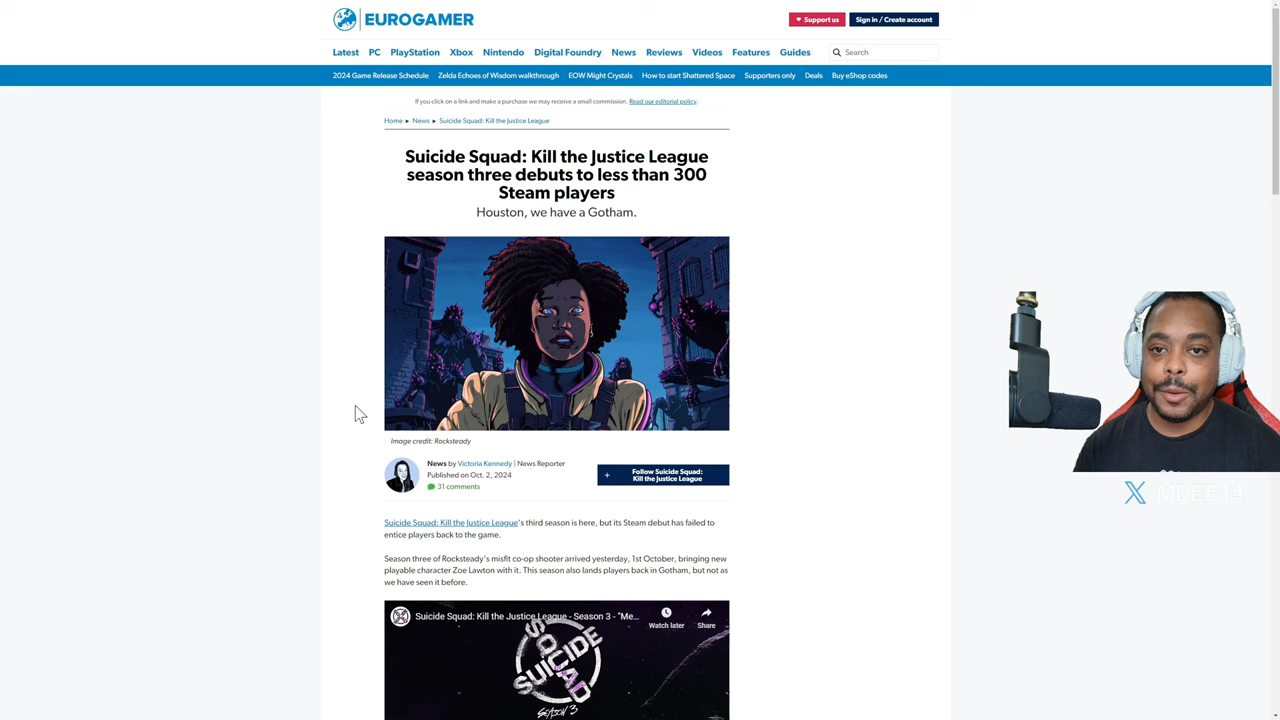 EUROGAMER
Support us
Sign in / Create account
Latest PC PlayStation Xbox Nintendo Digital Foundry News Reviews Videos Features Guides Search
2024 Game Release Schedule Zelda Echoes of Wisdom walkthrough EOW Might Crystals How to start Shattered Space Supporters only Deals Buy eShop codes
If you click on a link and make a purchase we may receive a small commission. Read our editorial policy.
Home ▸ News ▸ Suicide Squad: Kill the Justice League
Suicide Squad: Kill the Justice League
season three debuts to less than 300
Steam players
Houston, we have a Gotham.
Image credit: Rocksteady
News by Victoria Kennedy | News Reporter
Published on Oct. 2, 2024
31 comments
+ Follow Suicide Squad:
Kill the Justice League
Suicide Squad: Kill the Justice League's third season is here, but its Steam debut has failed to
entice players back to the game.
Season three of Rocksteady's misfit co-op shooter arrived yesterday, 1st October, bringing new
playable character Zoe Lawton with it. This season also lands players back in Gotham, but not as
we have seen it before.
Suicide Squad: Kill the Justice League - Season 3 - "Me...
Watch later
Share
SUICIDE
SQUAD
SEASON 3
X MDEE14